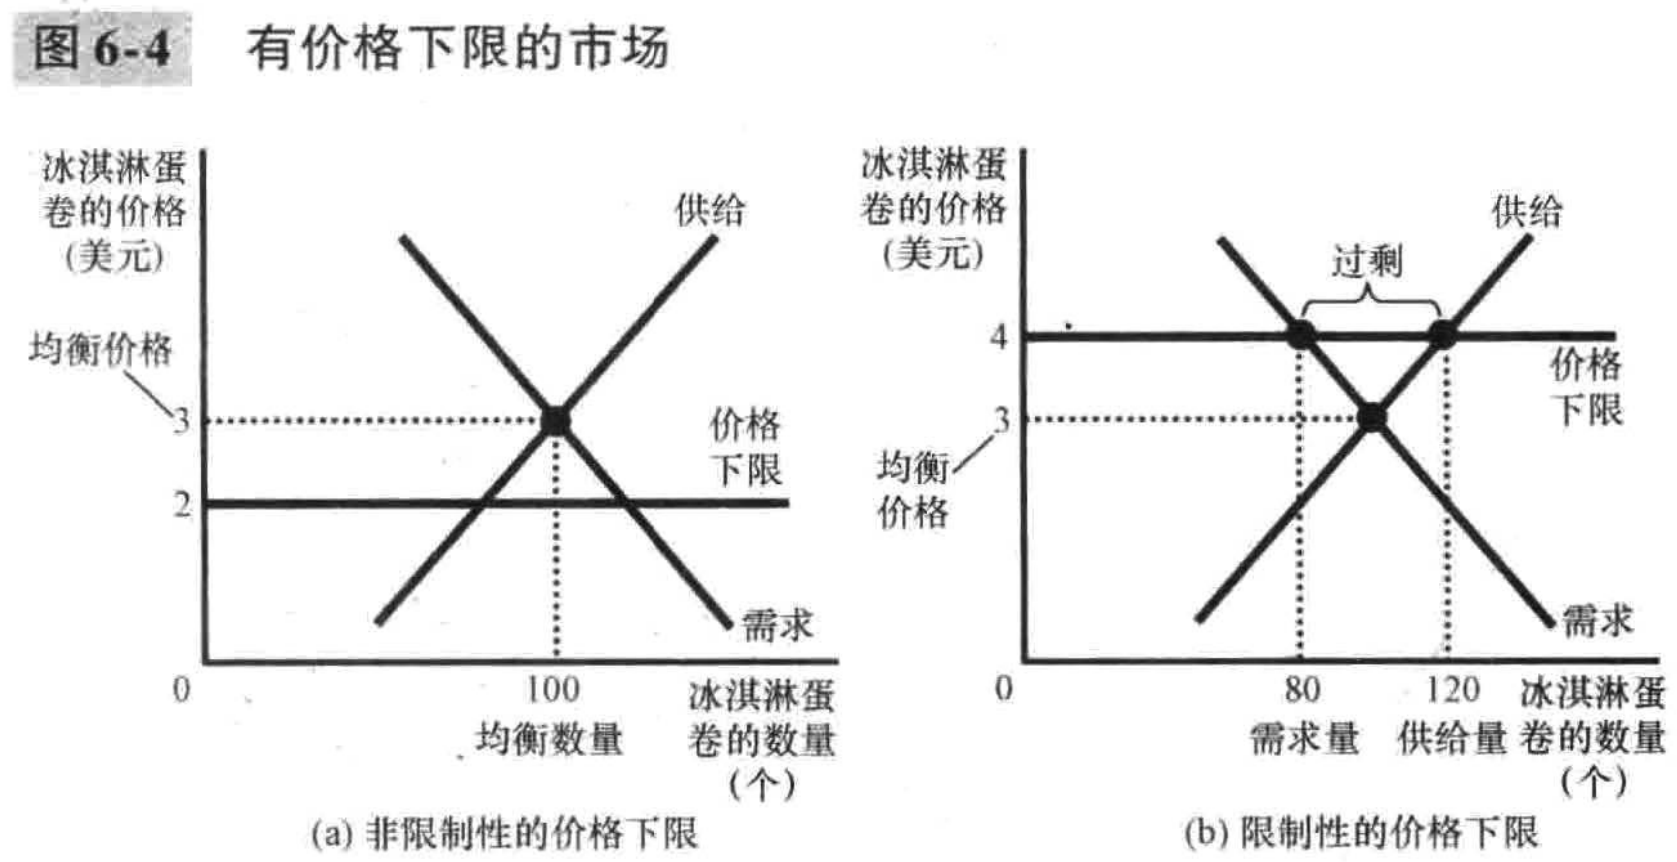 图 6-4 有价格下限的市场
冰淇淋蛋
卷的价格
(美元)
供给
均衡价格
3
价格
下限
2
需求
0
100
均衡数量
冰淇淋蛋
卷的数量
(个)
(a) 非限制性的价格下限
冰淇淋蛋
卷的价格
(美元)
供给
过剩
4
价格
下限
3
均衡
价格
需求
0
80
需求量
120
供给量
冰淇淋蛋
卷的数量
(个)
(b) 限制性的价格下限